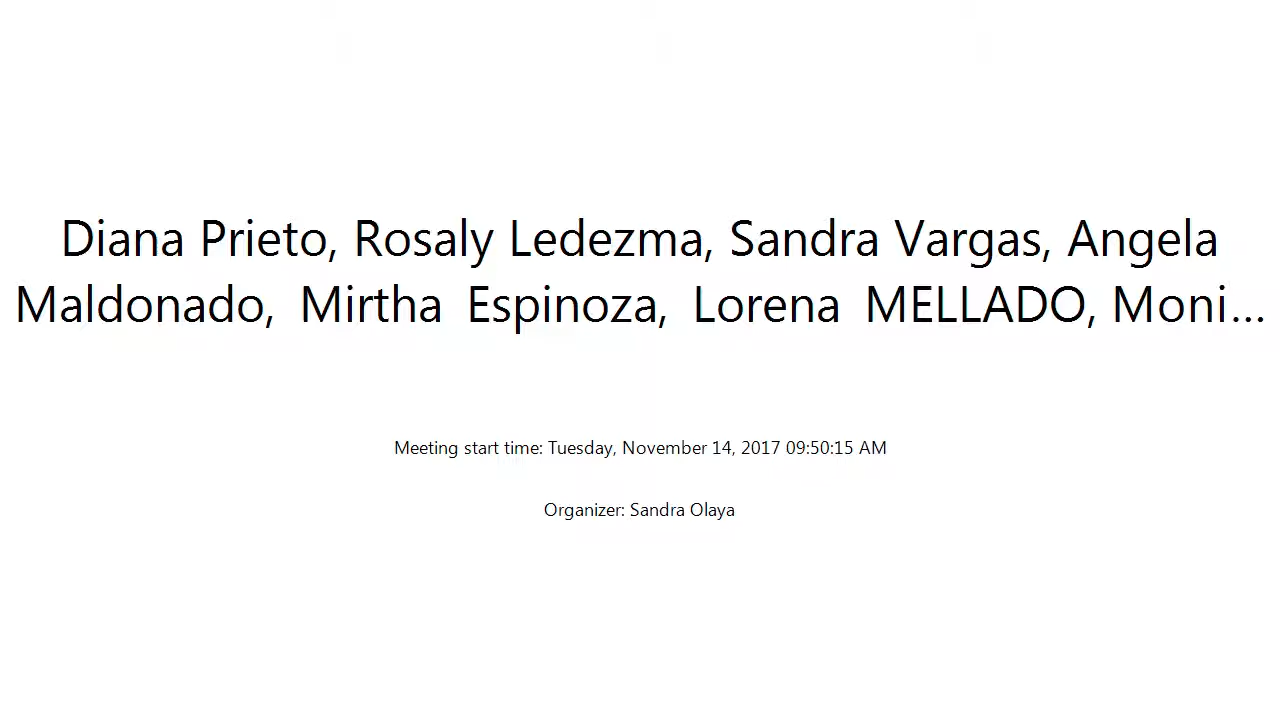 Diana Prieto, Rosaly Ledezma, Sandra Vargas, Angela
Maldonado, Mirtha Espinoza, Lorena MELLADO, Moni...
Meeting start time: Tuesday, November 14, 2017 09:50:15 AM
Organizer: Sandra Olaya